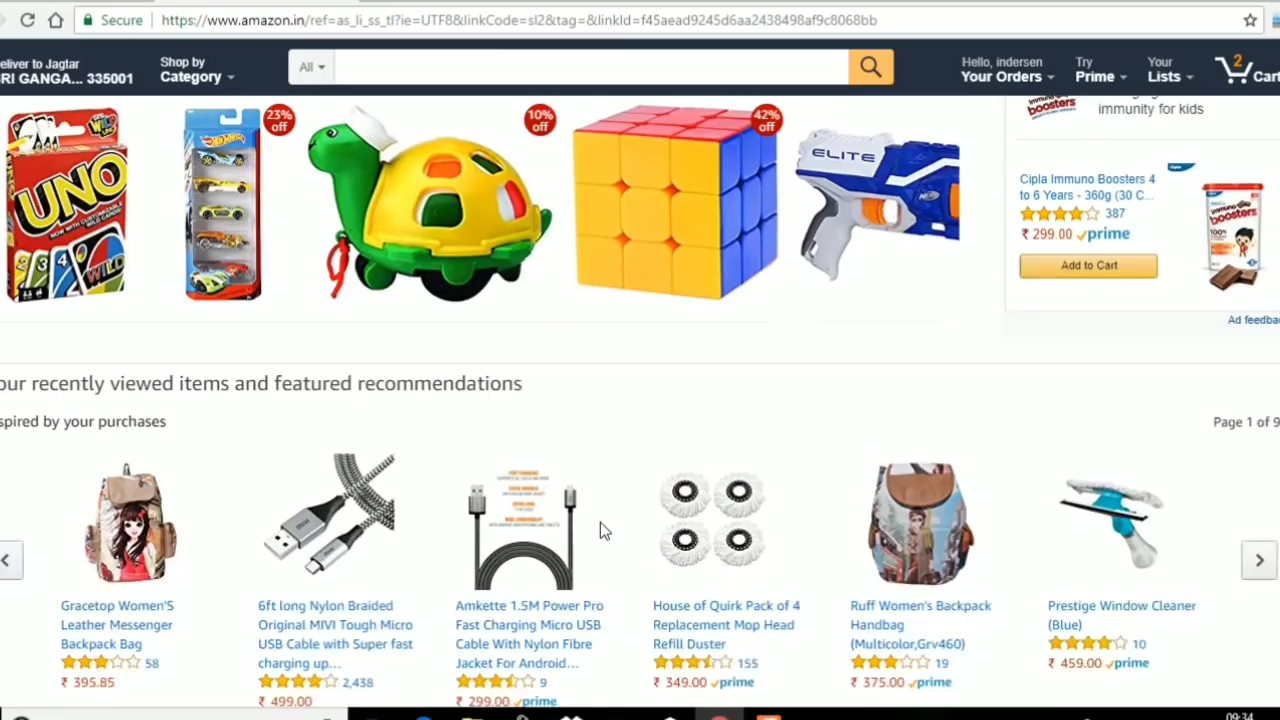 Secure
https://www.amazon.in/ref=as_li_ss_tl?ie=UTF8&linkCode=sl2&tag=&linkId=f45aead9245d6aa2438498af9c8068bb
eliver to Jagtar
RI GANGA... 335001
Shop by
Category
All
Hello, indersen
Your Orders
Try
Prime
Your
Lists
2
Cart
UNO
WILD
23%
off
10%
off
42%
off
ELITE
NERF
immunity for kids
Cipla Immuno Boosters 4
to 6 Years - 360g (30 C...
387
₹ 299.00 prime
Add to Cart
Ad feedba
our recently viewed items and featured recommendations
spired by your purchases
Page 1 of 9
Gracetop Women'S
Leather Messenger
Backpack Bag
58
₹ 395.85
6ft long Nylon Braided
Original MIVI Tough Micro
USB Cable with Super fast
charging up...
2,438
₹ 499.00
Amkette 1.5M Power Pro
Fast Charging Micro USB
Cable With Nylon Fibre
Jacket For Android...
9
₹ 299.00 prime
House of Quirk Pack of 4
Replacement Mop Head
Refill Duster
155
₹ 349.00 prime
Ruff Women's Backpack
Handbag
(Multicolor,Grv460)
19
₹ 375.00 prime
Prestige Window Cleaner
(Blue)
10
₹ 459.00 prime
09:34